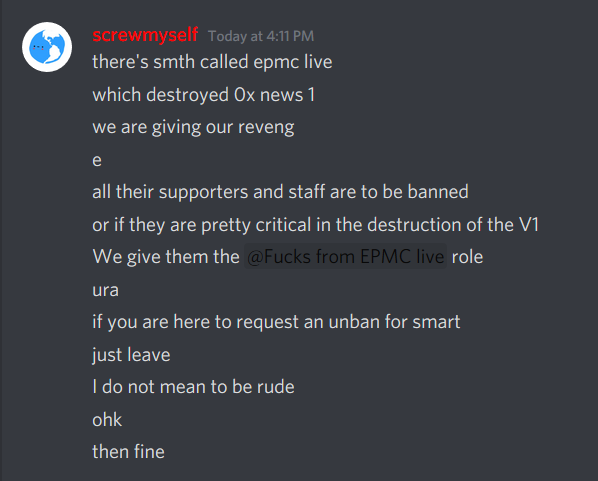 screwmyself Today at 4:11 PM
there's smth called epmc live
which destroyed 0x news 1
we are giving our reveng
e
all their supporters and staff are to be banned
or if they are pretty critical in the destruction of the V1
We give them the @Fucks from EPMC live role
ura
if you are here to request an unban for smart
just leave
I do not mean to be rude
ohk
then fine